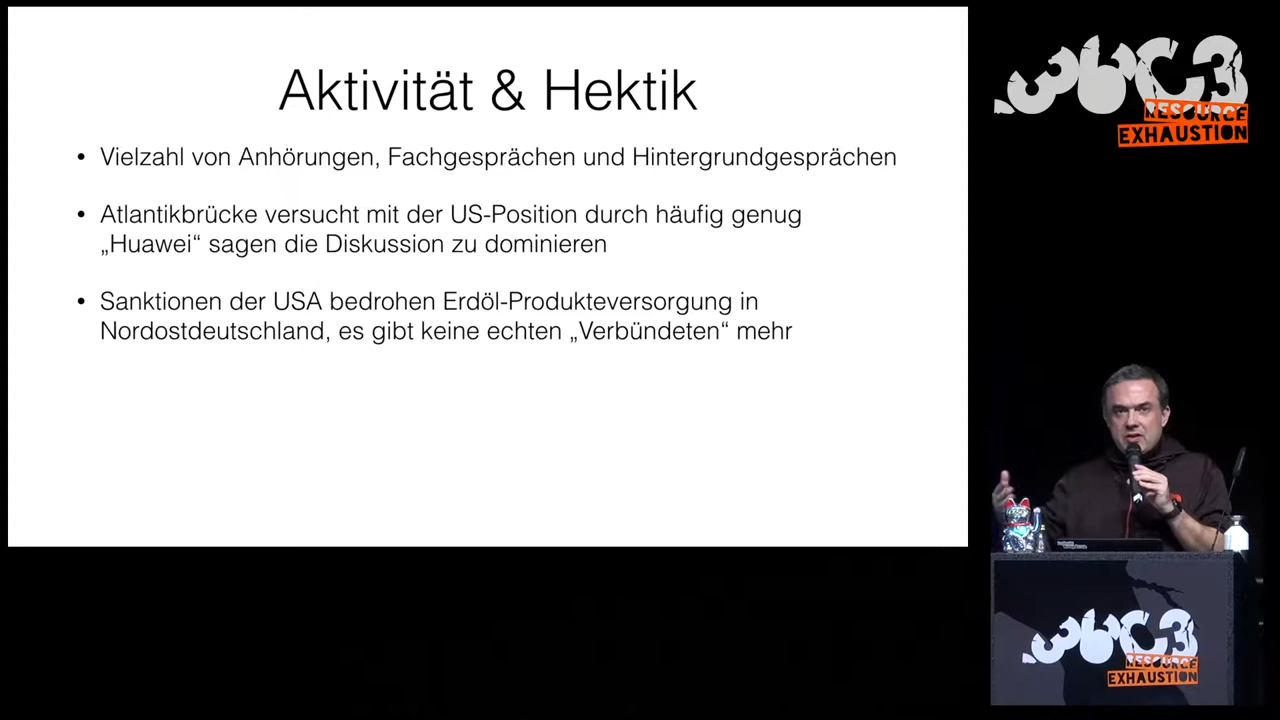 Aktivität & Hektik
• Vielzahl von Anhörungen, Fachgesprächen und Hintergrundgesprächen
• Atlantikbrücke versucht mit der US-Position durch häufig genug
„Huawei“ sagen die Diskussion zu dominieren
• Sanktionen der USA bedrohen Erdöl-Produkteversorgung in
Nordostdeutschland, es gibt keine echten „Verbündeten“ mehr
36C3
RESOURCE
EXHAUSTION
36C3
RESOURCE
EXHAUSTION